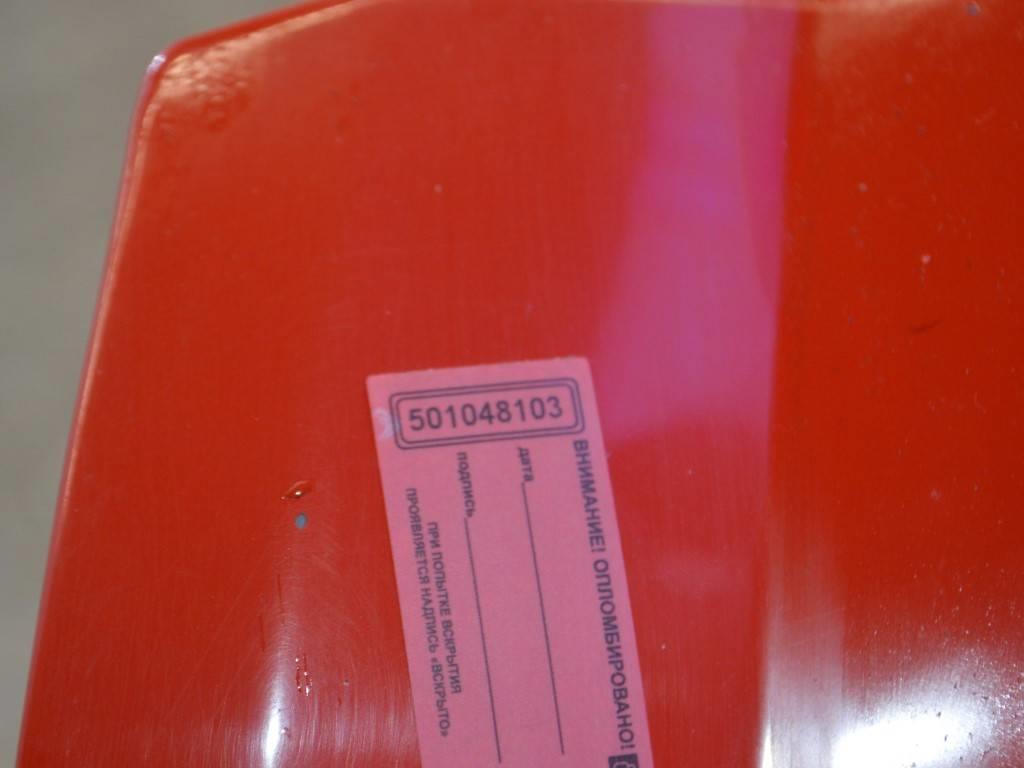 501048103
ВНИМАНИЕ! ОПЛОМБИРОВАНО!
дата
подпись
ПРИ ПОПЫТКЕ ВСКРЫТИЯ
ПРОЯВЛЯЕТСЯ НАДПИСЬ «ВСКРЫТО»